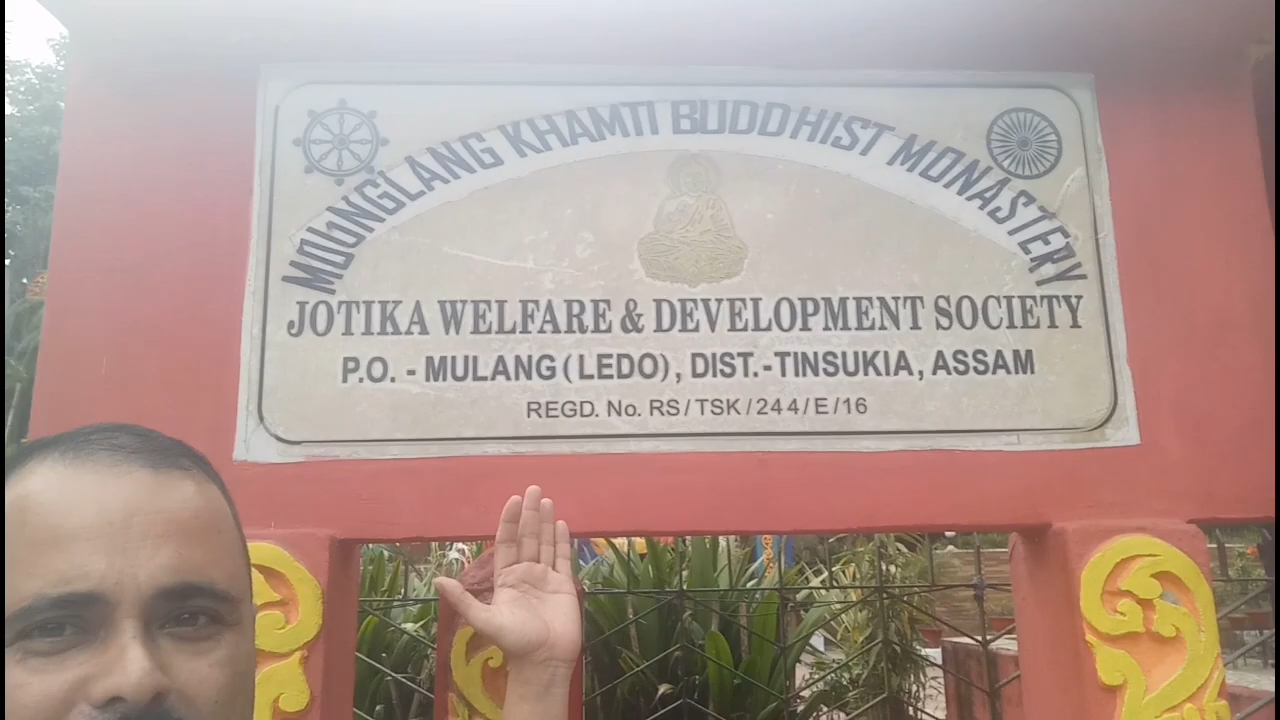 MOUNGLANG KHAMTI BUDDHIST MONASTERY
JOTIKA WELFARE & DEVELOPMENT SOCIETY
P.O. - MULANG (LEDO), DIST.-TINSUKIA, ASSAM
REGD. No. RS/TSK/244/E/16